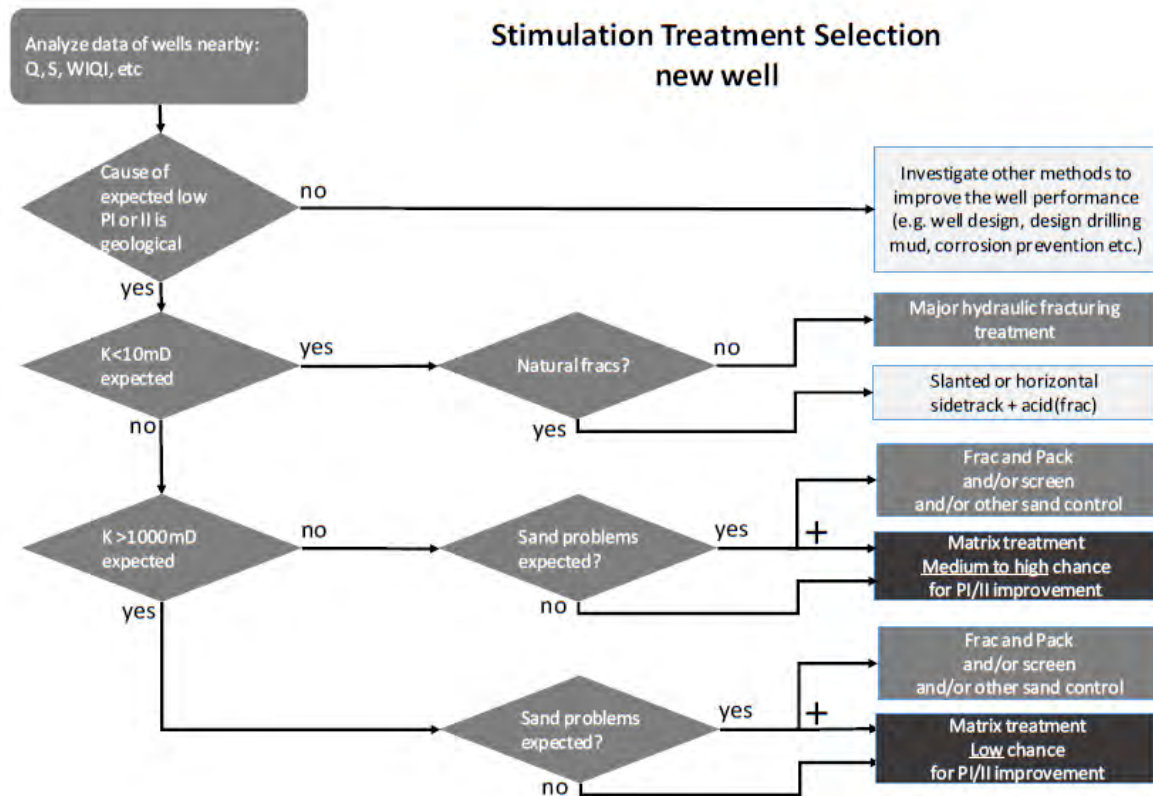 Stimulation Treatment Selection
new well
Analyze data of wells nearby:
Q, S, WIQI, etc
Cause of
expected low
PI or II is
geological
no
yes
Investigate other methods to
improve the well performance
(e.g. well design, design drilling
mud, corrosion prevention etc.)
K<10mD
expected
yes
no
Natural fracs?
no
yes
Major hydraulic fracturing
treatment
Slanted or horizontal
sidetrack + acid(frac)
K >1000mD
expected
no
yes
Sand problems
expected?
yes
+
no
Frac and Pack
and/or screen
and/or other sand control
Matrix treatment
Medium to high chance
for PI/II improvement
Sand problems
expected?
yes
+
no
Frac and Pack
and/or screen
and/or other sand control
Matrix treatment
Low chance
for PI/II improvement